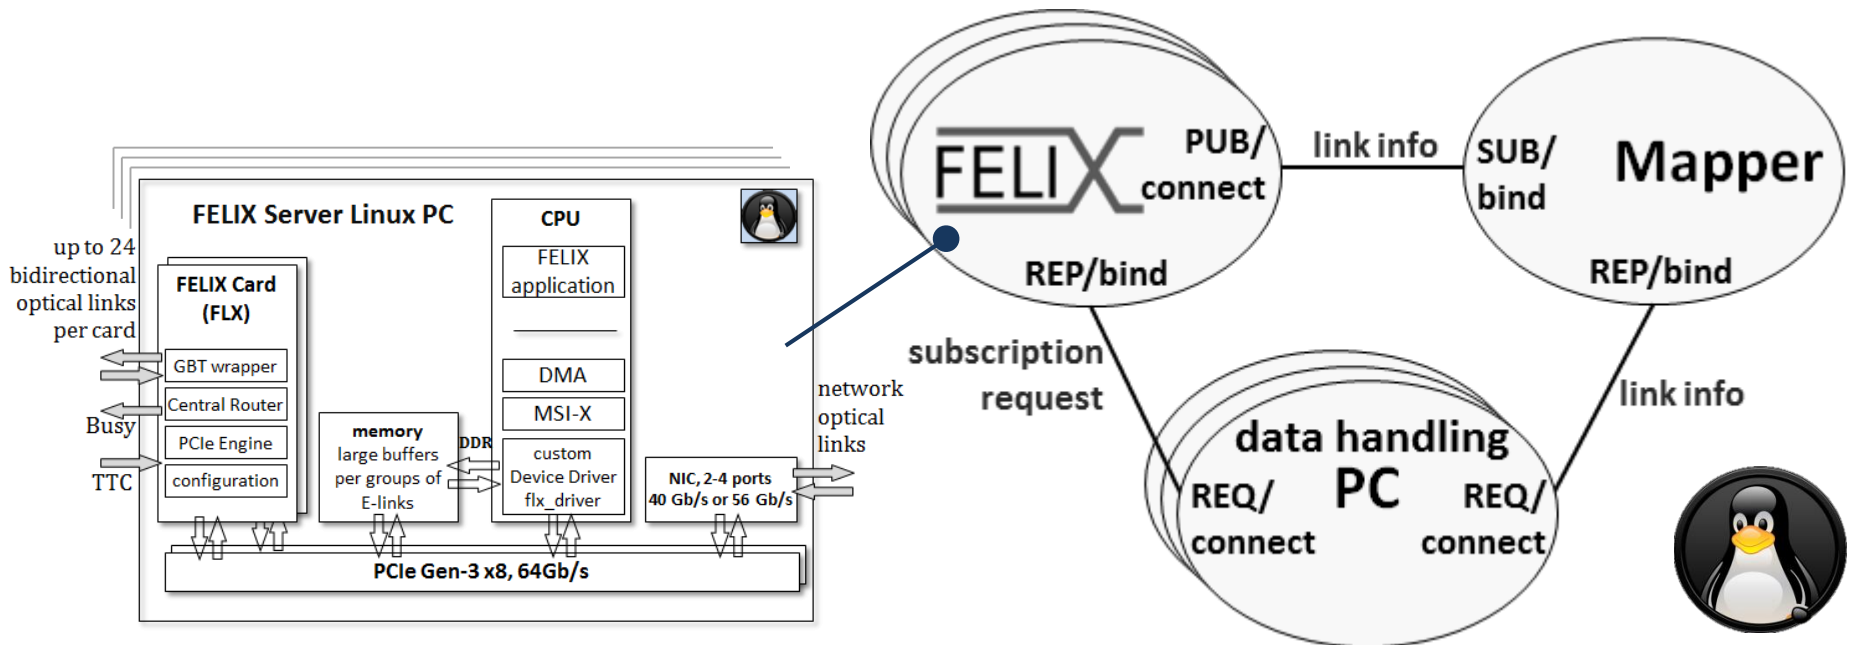 FELIX Server Linux PC
up to 24
bidirectional
optical links
per card
FELIX Card
(FLX)
GBT wrapper
Central Router
PCIe Engine
configuration
Busy
TTC
memory
large buffers
per groups of
E-links
DDR
CPU
FELIX
application
DMA
MSI-X
custom
Device Driver
flx_driver
NIC, 2-4 ports
40 Gb/s or 56 Gb/s
network
optical
links
PCIe Gen-3 x8, 64Gb/s
FELIX
PUB/
connect
REP/bind
link info
SUB/
bind
Mapper
REP/bind
subscription
request
link info
data handling
PC
REQ/
connect
REQ/
connect